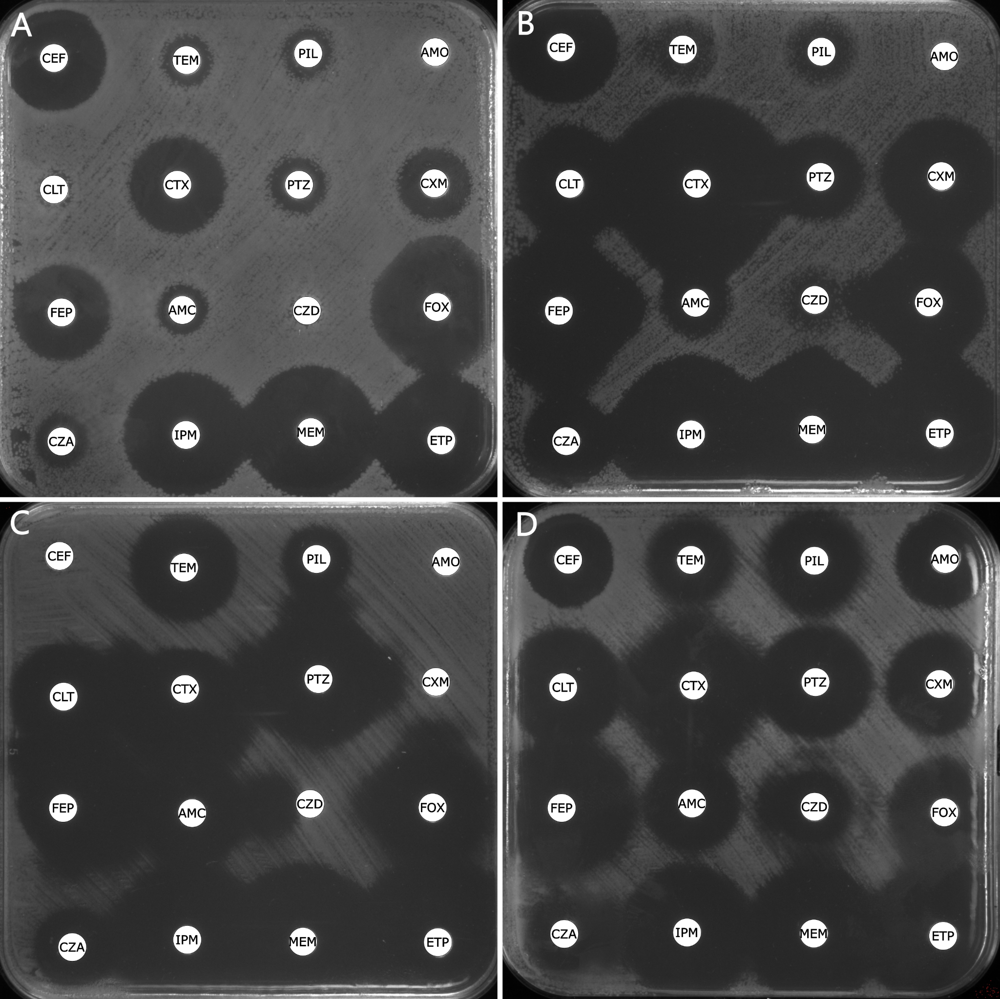 A
CEF
TEM
PIL
AMO
CLT
CTX
PTZ
CXM
FEP
AMC
CZD
FOX
CZA
IPM
MEM
ETP
B
CEF
TEM
PIL
AMO
CLT
CTX
PTZ
CXM
FEP
AMC
CZD
FOX
CZA
IPM
MEM
ETP
C
CEF
TEM
PIL
AMO
CLT
CTX
PTZ
CXM
FEP
AMC
CZD
FOX
CZA
IPM
MEM
ETP
D
CEF
TEM
PIL
AMO
CLT
CTX
PTZ
CXM
FEP
AMC
CZD
FOX
CZA
IPM
MEM
ETP